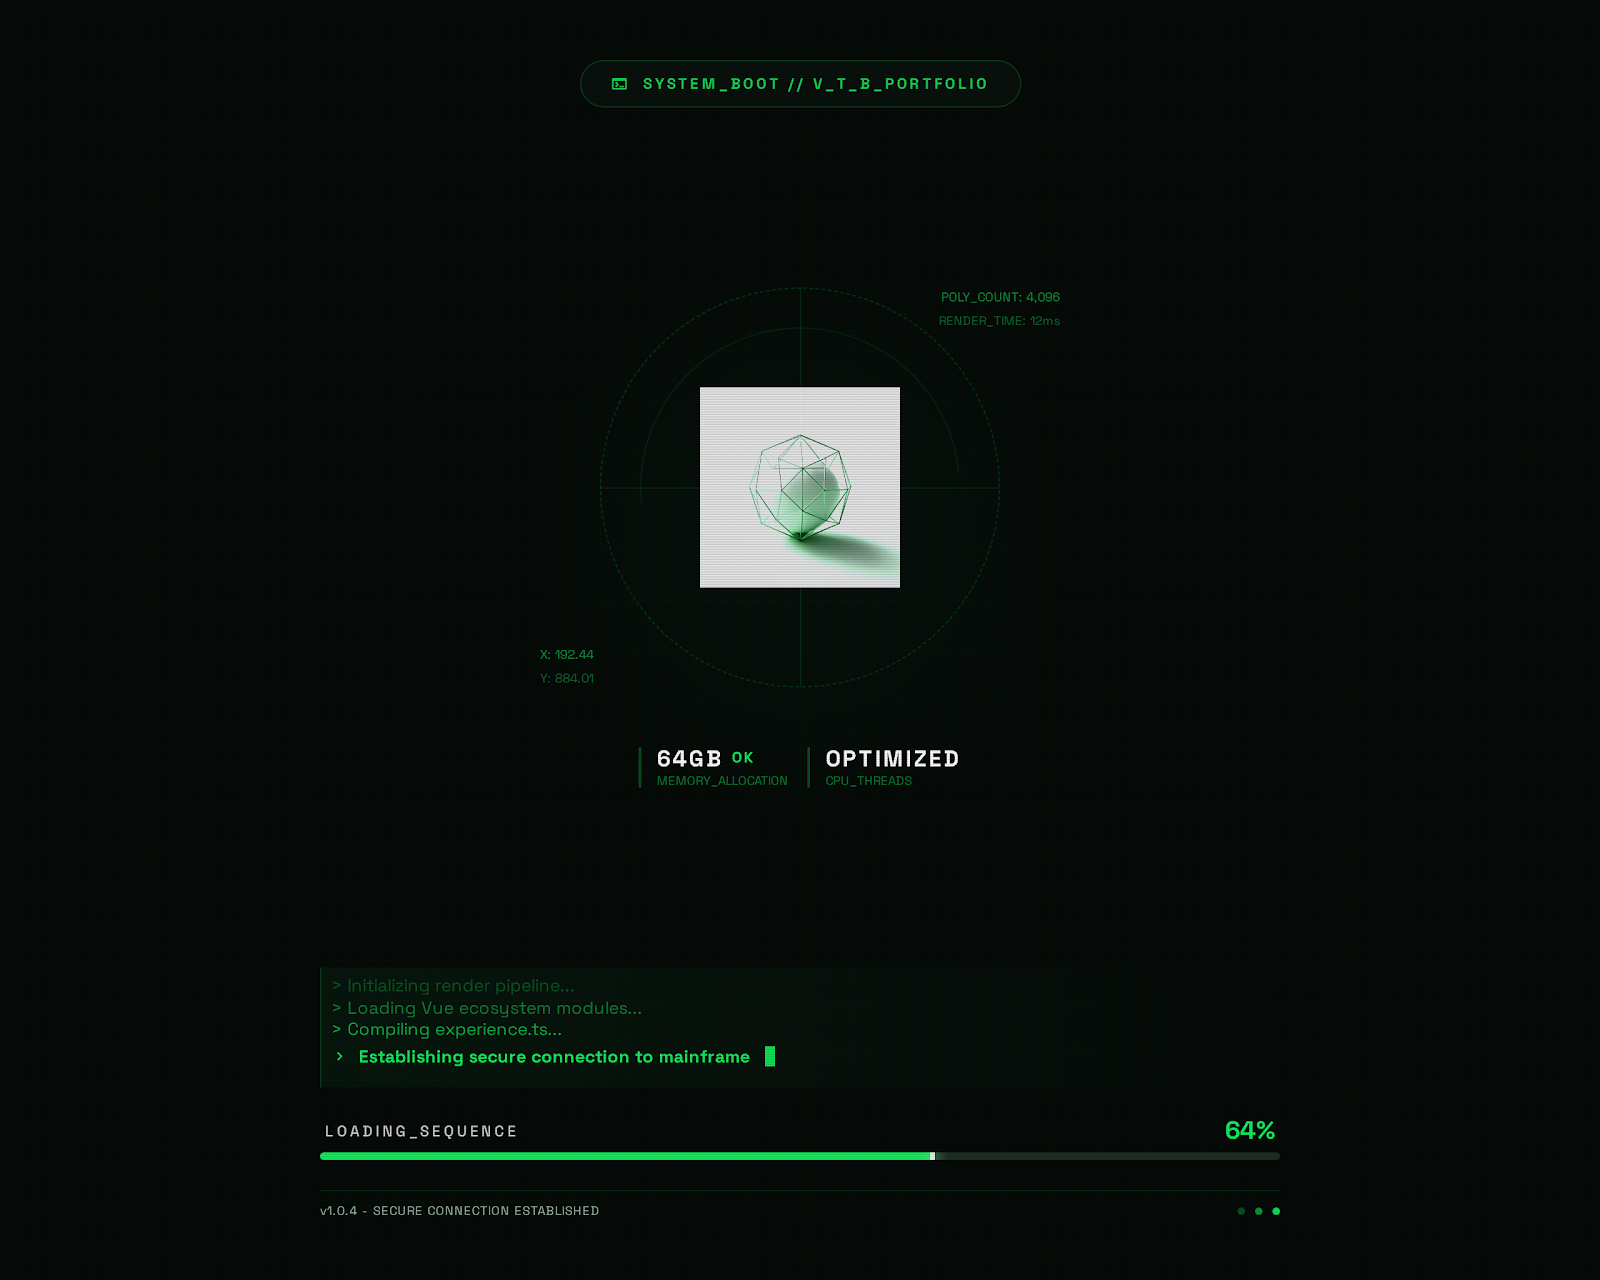 SYSTEM_BOOT // V_T_B_PORTFOLIO
POLY_COUNT: 4,096
RENDER_TIME: 12ms
X: 192.44
Y: 884.01
64GB OK
MEMORY_ALLOCATION
OPTIMIZED
CPU_THREADS
> Initializing render pipeline...
> Loading Vue ecosystem modules...
> Compiling experience.ts...
> Establishing secure connection to mainframe
LOADING_SEQUENCE
64%
v1.0.4 - SECURE CONNECTION ESTABLISHED